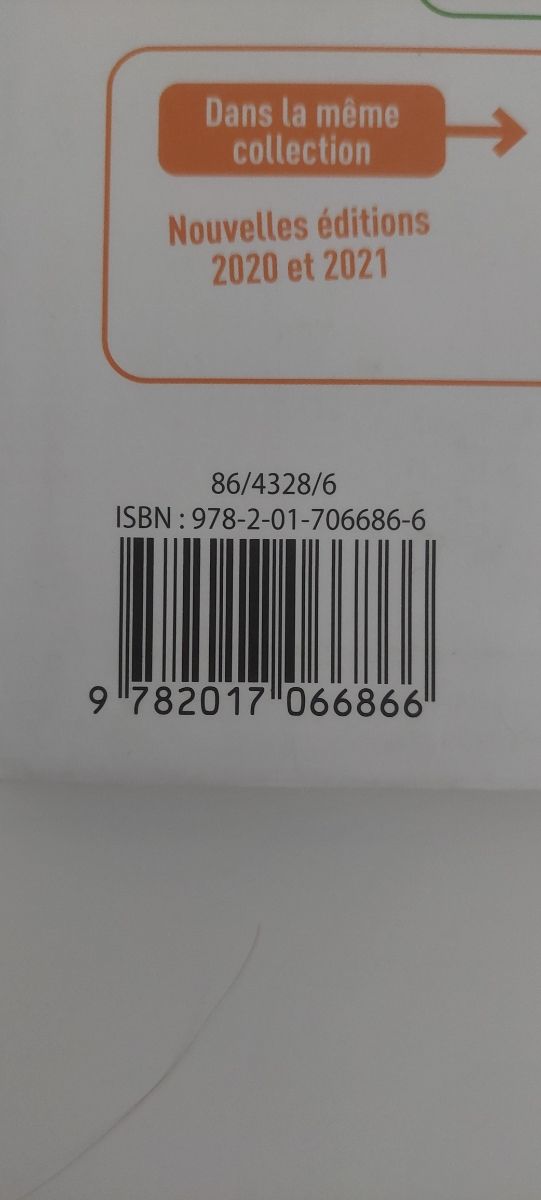 Dans la même
collection
Nouvelles éditions
2020 et 2021
86/4328/6
ISBN : 978-2-01-706686-6
9 782017 066866